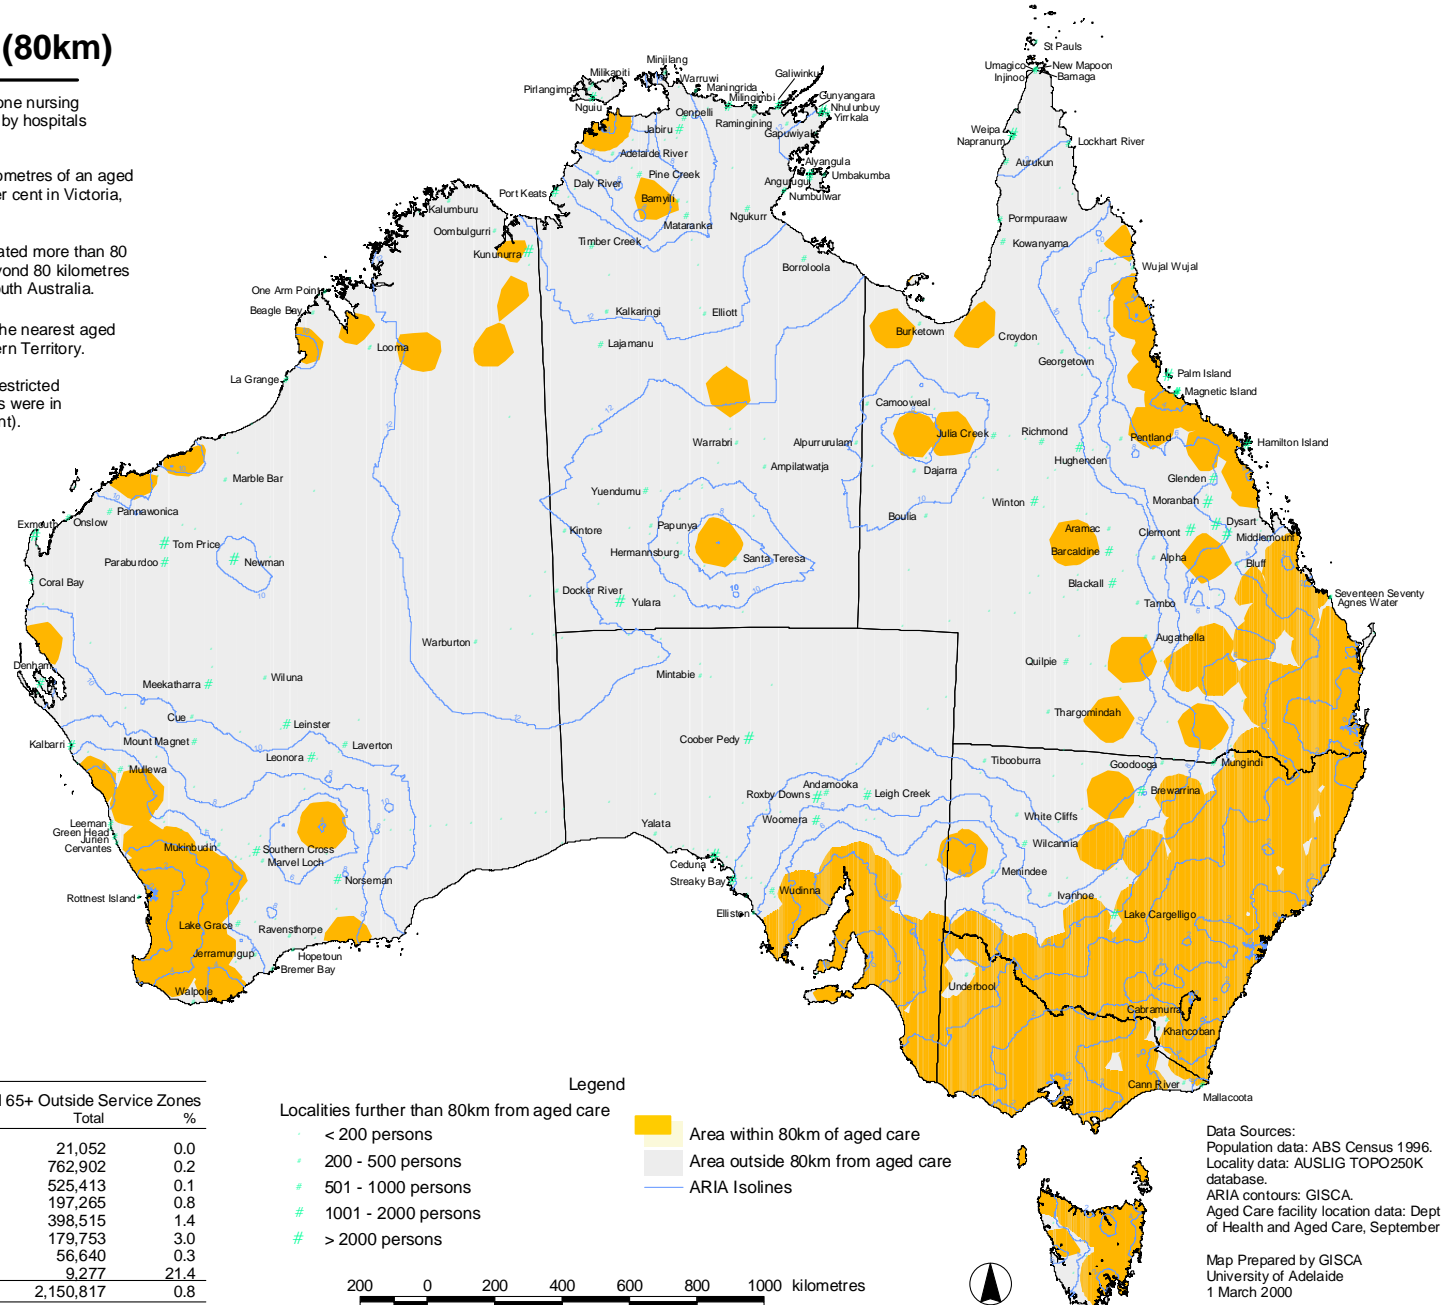 (80km)
one nursing
by hospitals
ometres of an aged
er cent in Victoria,
ated more than 80
eyond 80 kilometres
outh Australia.
he nearest aged
ern Territory.
estricted
s were in
nt).
St Pauls
Umagico
New Mapoon
Injinoo
Bamaga
Minjilang
Milikapiti
Warruwi
Galiwinku
Pirlangimpi
Maningrida
Milingimbi
Gunyangara
Nguiu
Nhulunbuy
Oenpelli
Yirrkala
Ramingining
Jabiru
Gapuwiyak
Weipa
Napranum
Lockhart River
Adelaide River
Aurukun
Alyangula
Daly River
Pine Creek
Umbakumba
Angurugu
Port Keats
Numbulwar
Bamyili
Kalumburu
Ngukurr
Pormpuraaw
Mataranka
Oombulgurri
Timber Creek
Kowanyama
Kununurra
Borroloola
Wujal Wujal
One Arm Point
Beagle Bay
Kalkaringi
Elliott
Burketown
Croydon
Looma
Lajamanu
Georgetown
La Grange
Palm Island
Magnetic Island
Camooweal
Warrabri
Alpurrurulam
Julia Creek
Richmond
Pentland
Hamilton Island
Hughenden
Ampilatwatja
Dajarra
Marble Bar
Glenden
Yuendumu
Winton
Moranbah
Pannawonica
Onslow
Exmouth
Kintore
Papunya
Boulia
Aramac
Clermont
Dysart
Middlemount
Tom Price
Hermannsburg
Santa Teresa
Barcaldine
Alpha
Bluff
Paraburdoo
Newman
Coral Bay
Blackall
Docker River
Yulara
Tambo
Seventeen Seventy
Agnes Water
Warburton
Augathella
Denham
Quilpie
Meekatharra
Wiluna
Mintabie
Cue
Leinster
Thargomindah
Kalbarri
Mount Magnet
Laverton
Coober Pedy
Leonora
Tibooburra
Goodooga
Mungindi
Mullewa
Andamooka
Roxby Downs
Leigh Creek
Brewarrina
Woomera
White Cliffs
Leeman
Green Head
Jurien
Cervantes
Yalata
Mukinbudin
Southern Cross
Marvel Loch
Wilcannia
Ceduna
Menindee
Norseman
Streaky Bay
Wudinna
Ivanhoe
Rottnest Island
Elliston
Lake Cargelligo
Lake Grace
Ravensthorpe
Jerramungup
Hopetoun
Bremer Bay
Walpole
Underbool
Cabramurra
Khancoban
Cann River
Mallacoota
65+ Outside Service Zones
Total %
21,052 0.0
762,902 0.2
525,413 0.1
197,265 0.8
398,515 1.4
179,753 3.0
56,640 0.3
9,277 21.4
2,150,817 0.8
Legend
Localities further than 80km from aged care
< 200 persons
200 - 500 persons
501 - 1000 persons
1001 - 2000 persons
> 2000 persons
Area within 80km of aged care
Area outside 80km from aged care
ARIA Isolines
200 0 200 400 600 800 1000 kilometres
Data Sources:
Population data: ABS Census 1996.
Locality data: AUSLIG TOPO250K
database.
ARIA contours: GISCA.
Aged Care facility location data: Dept
of Health and Aged Care, September
Map Prepared by GISCA
University of Adelaide
1 March 2000